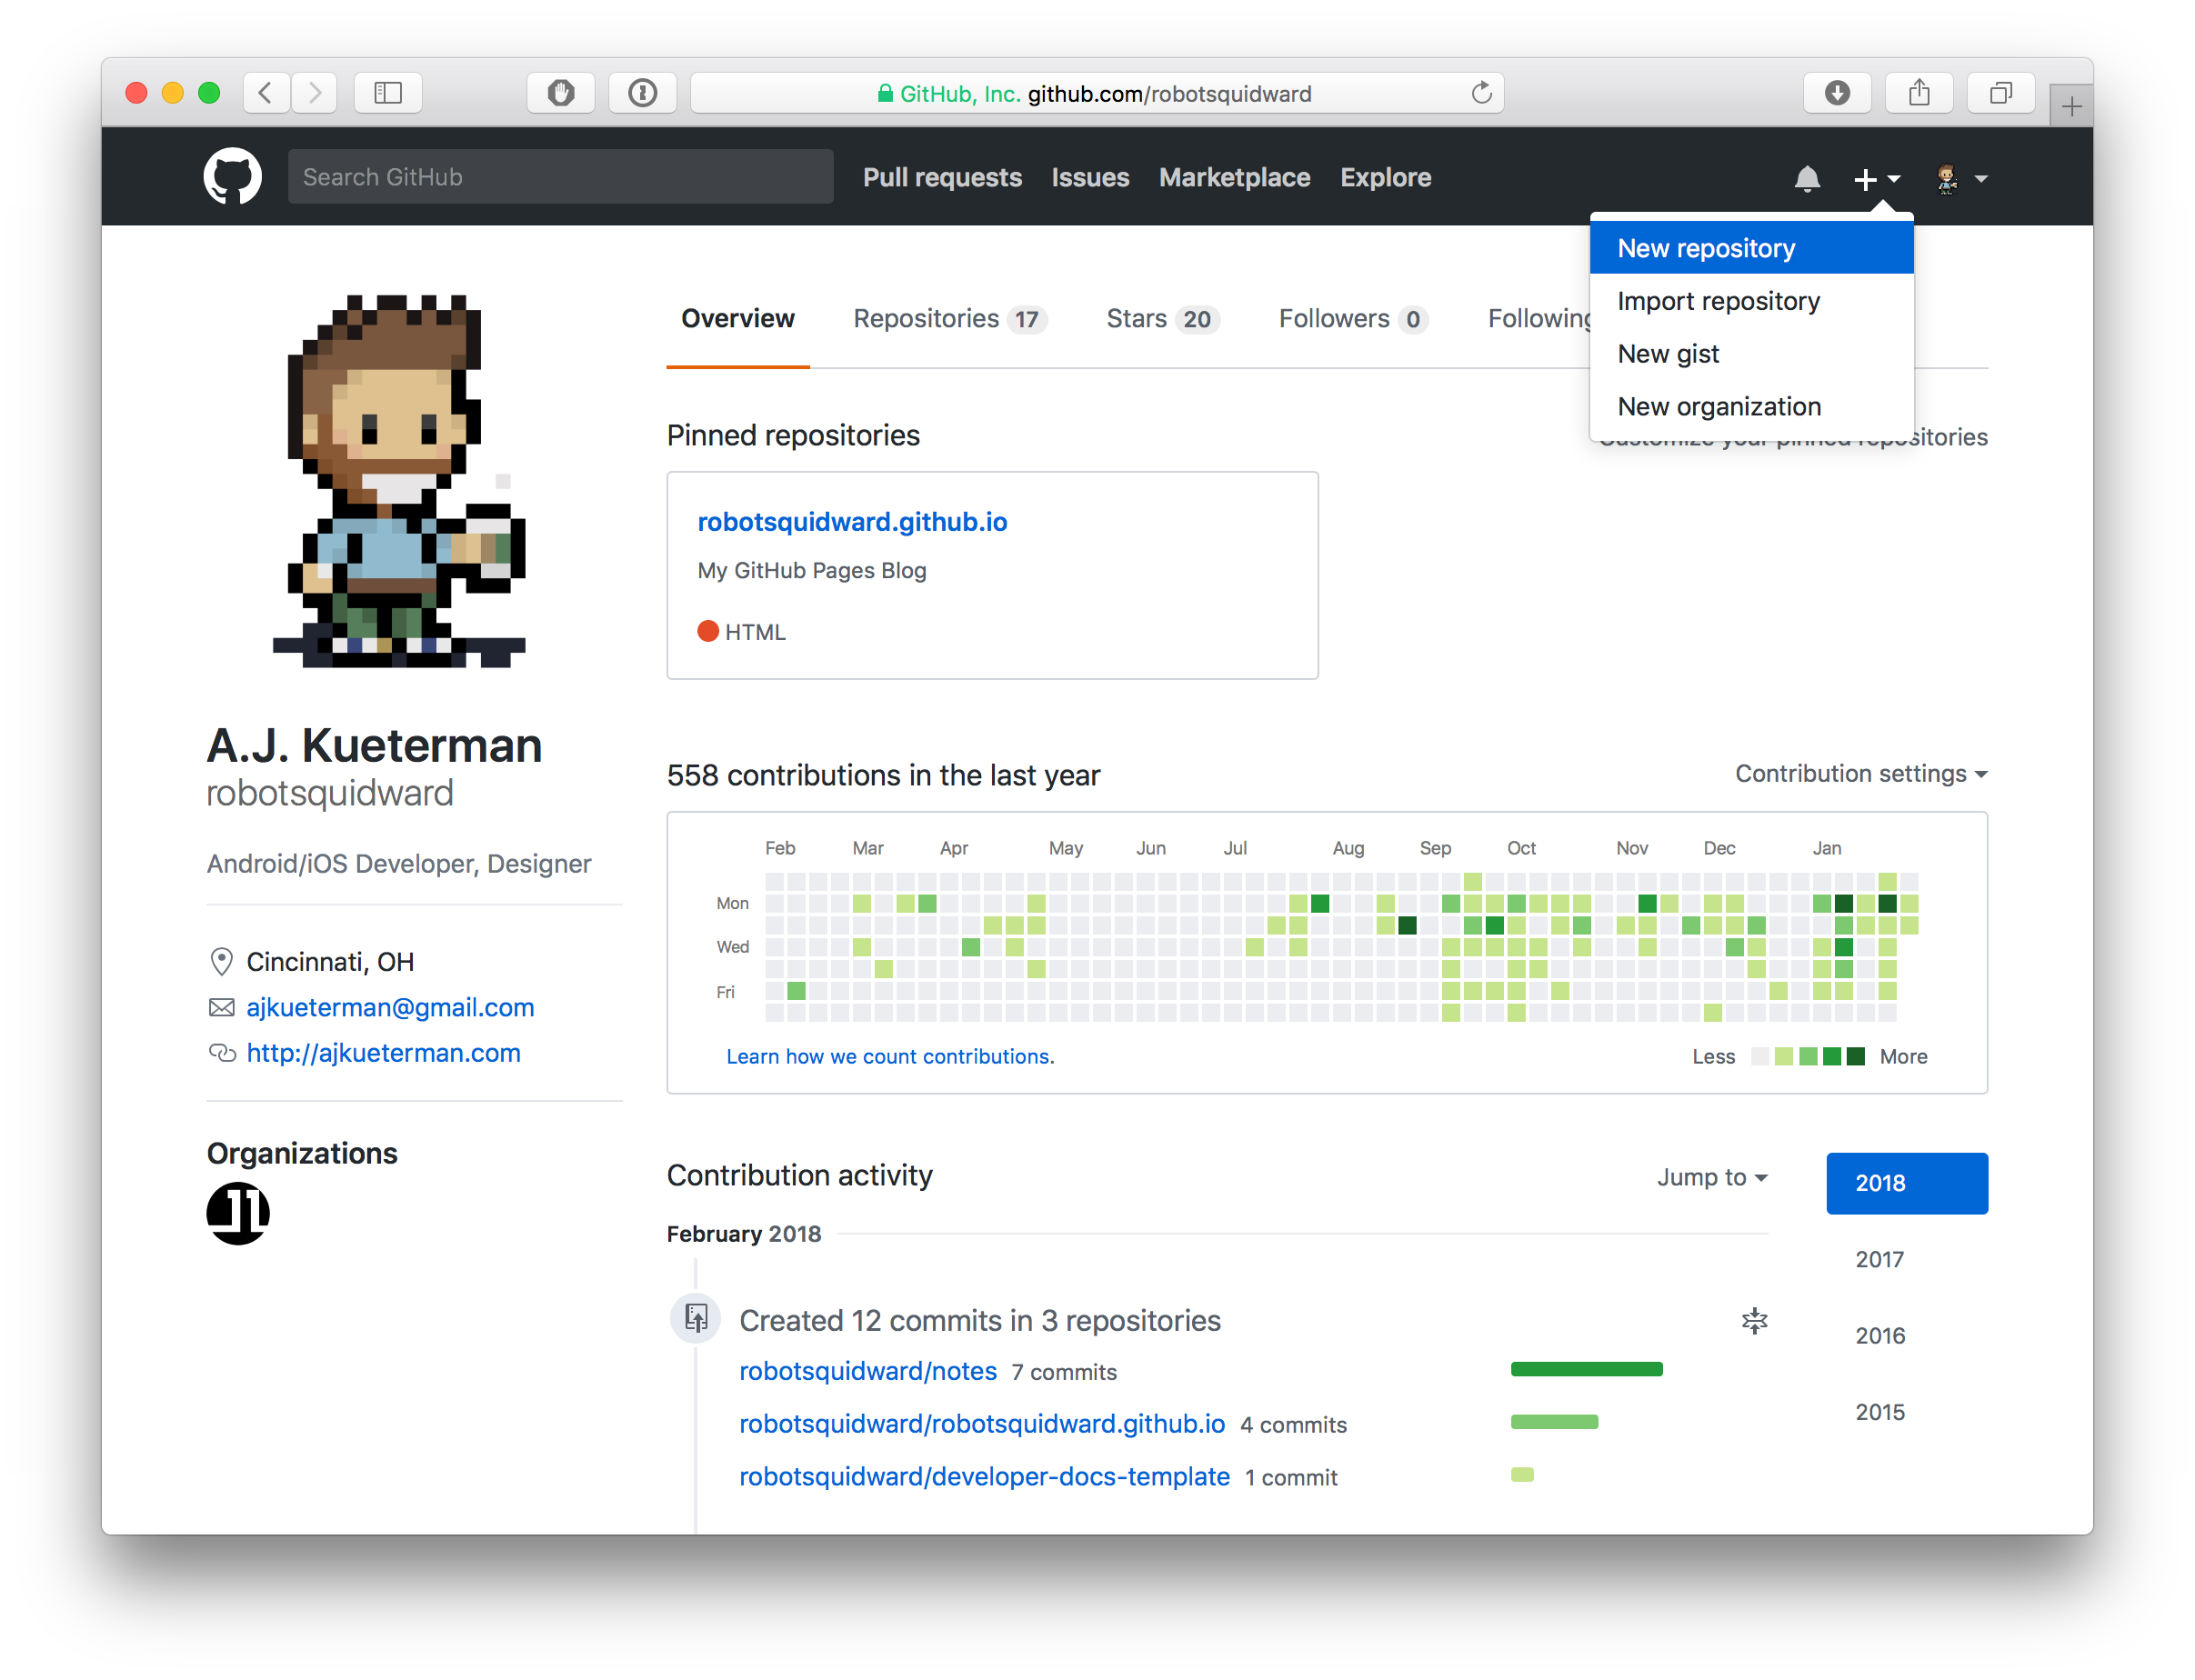 GitHub, Inc. github.com/robotsquidward
Search GitHub
Pull requests Issues Marketplace Explore
New repository
Import repository
New gist
New organization
Overview Repositories 17 Stars 20 Followers 0 Following
Pinned repositories
Customize your pinned repositories
robotsquidward.github.io
My GitHub Pages Blog
HTML
A.J. Kueterman
robotsquidward
Android/iOS Developer, Designer
Cincinnati, OH
ajkueterman@gmail.com
http://ajkueterman.com
Organizations
558 contributions in the last year
Contribution settings
Feb Mar Apr May Jun Jul Aug Sep Oct Nov Dec Jan
Mon
Wed
Fri
Learn how we count contributions.
Less More
Contribution activity
Jump to
2018
2017
2016
2015
February 2018
Created 12 commits in 3 repositories
robotsquidward/notes 7 commits
robotsquidward/robotsquidward.github.io 4 commits
robotsquidward/developer-docs-template 1 commit